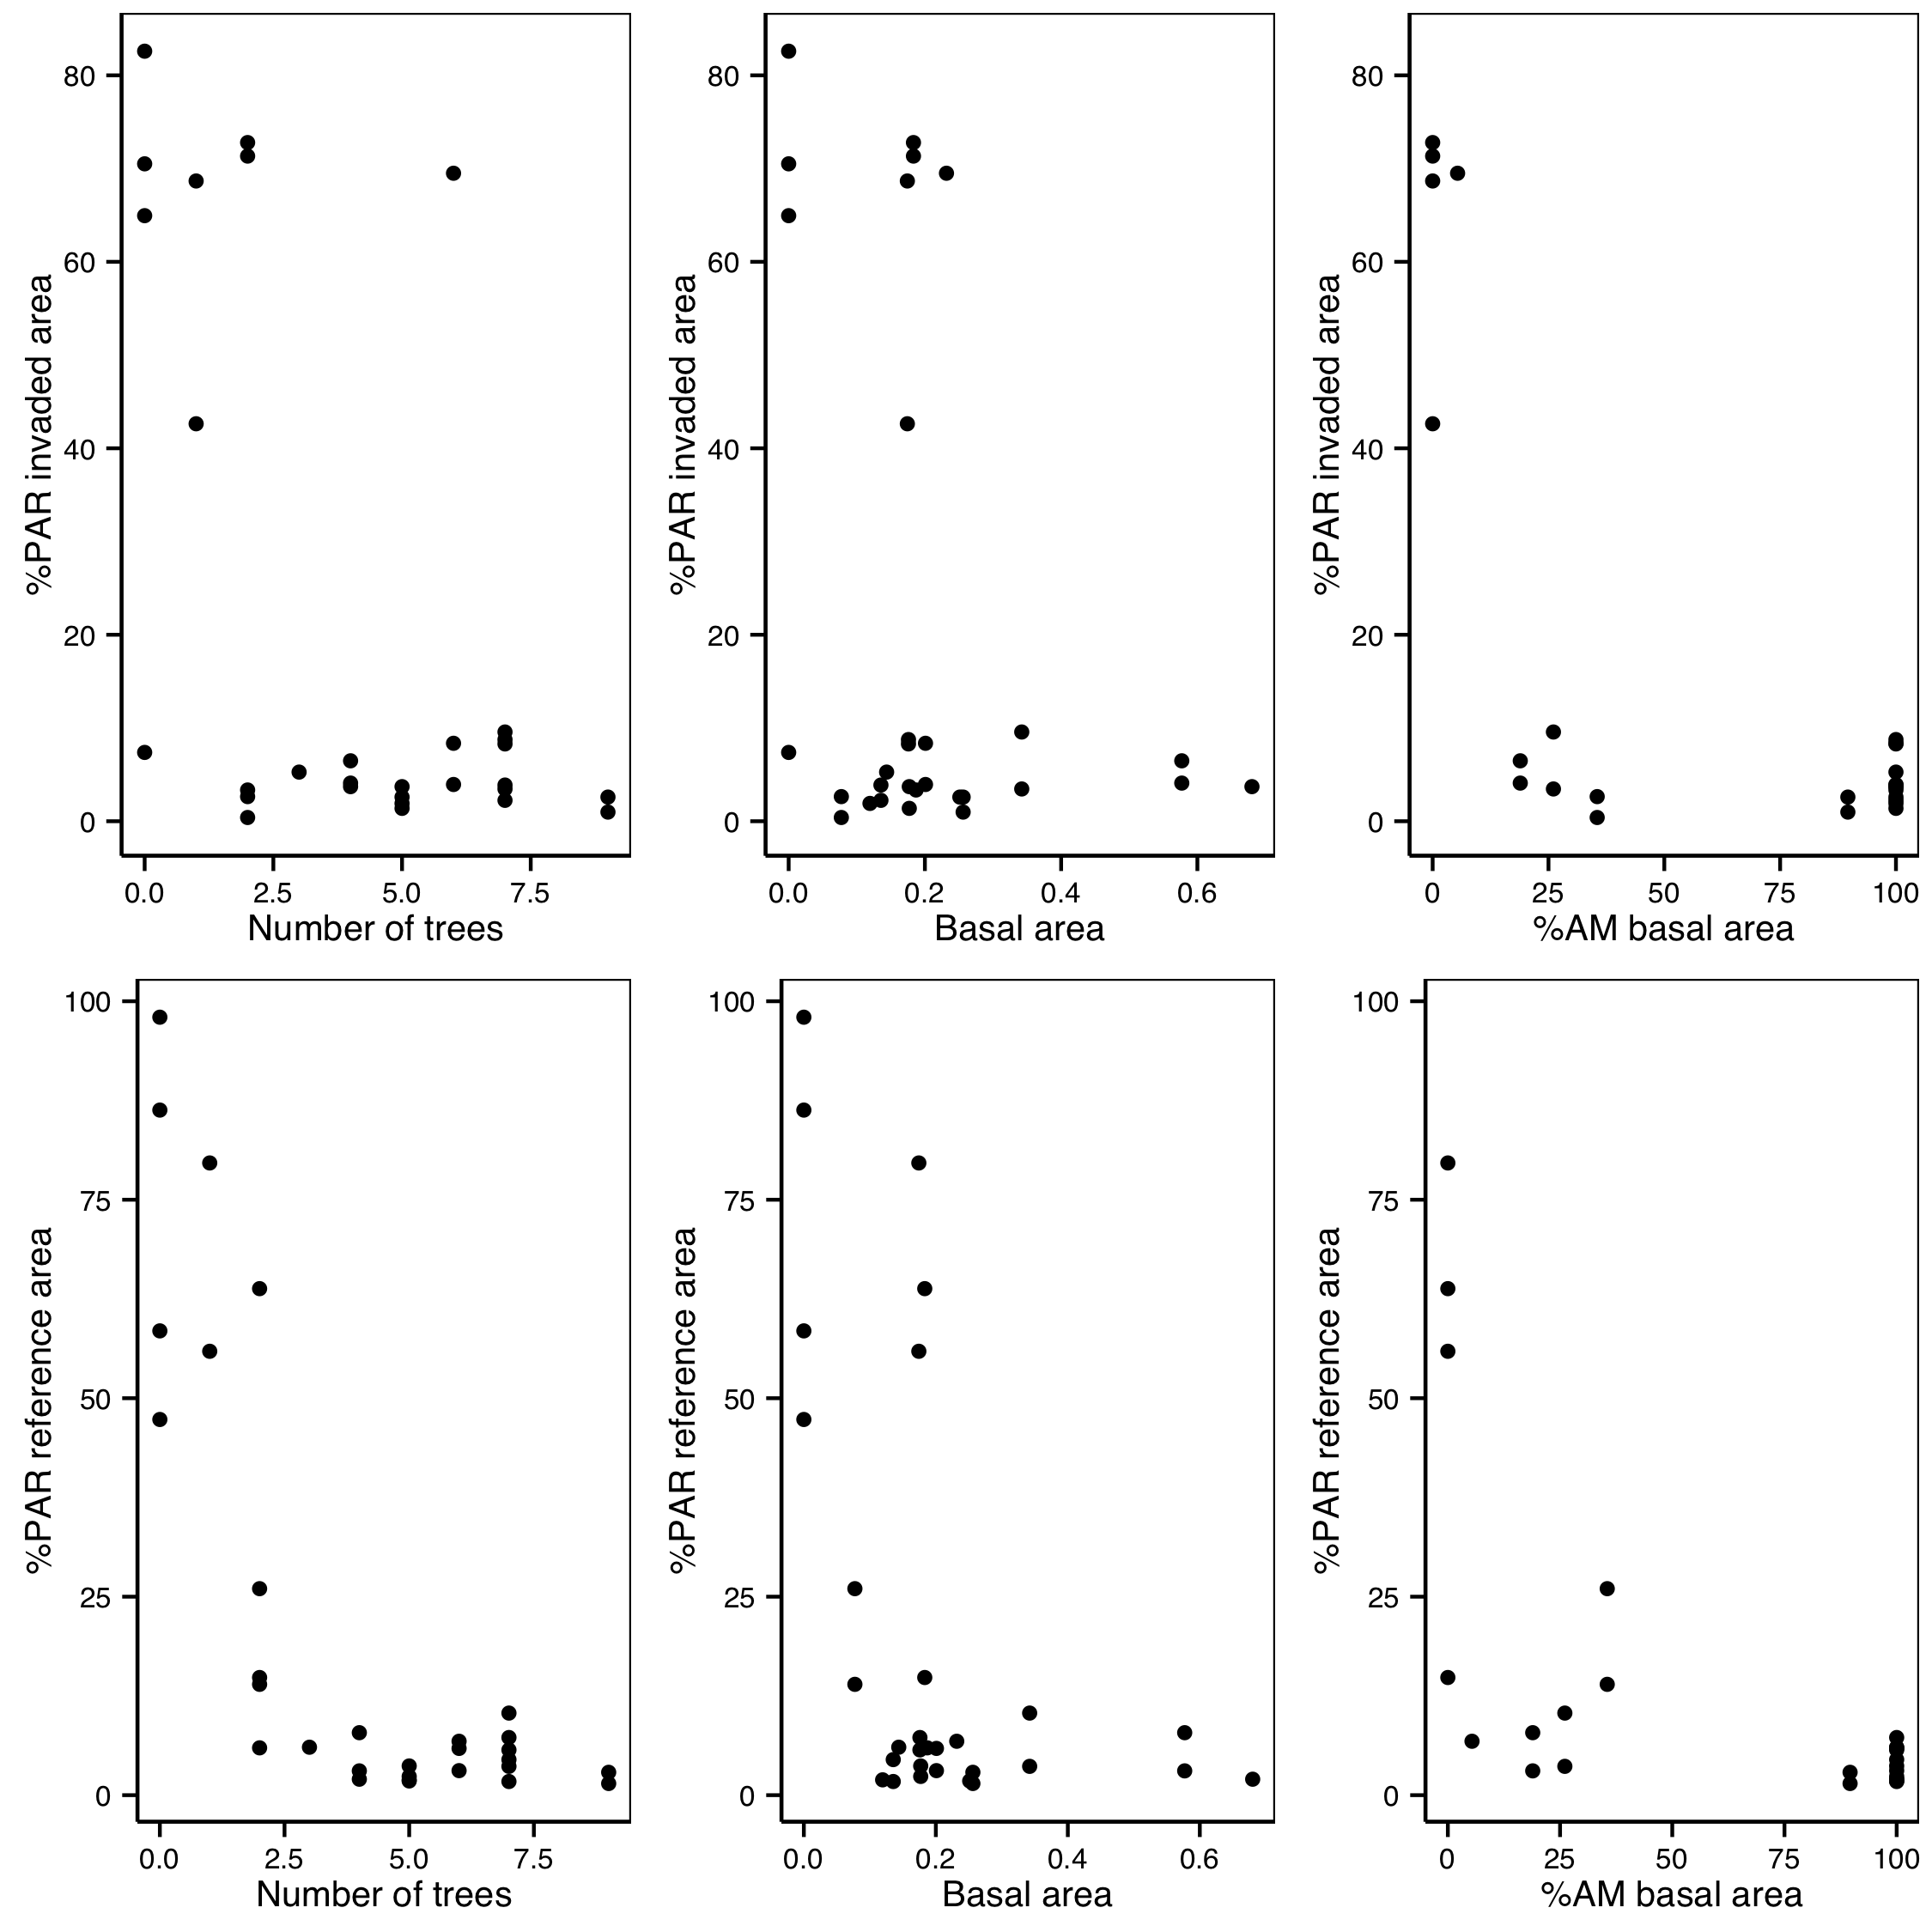 %PAR invaded area
80
60
40
20
0
0.0 2.5 5.0 7.5
Number of trees
%PAR invaded area
80
60
40
20
0
0.0 0.2 0.4 0.6
Basal area
%PAR invaded area
80
60
40
20
0
0 25 50 75 100
%AM basal area
%PAR reference area
100
75
50
25
0
0.0 2.5 5.0 7.5
Number of trees
%PAR reference area
100
75
50
25
0
0.0 0.2 0.4 0.6
Basal area
%PAR reference area
100
75
50
25
0
0 25 50 75 100
%AM basal area